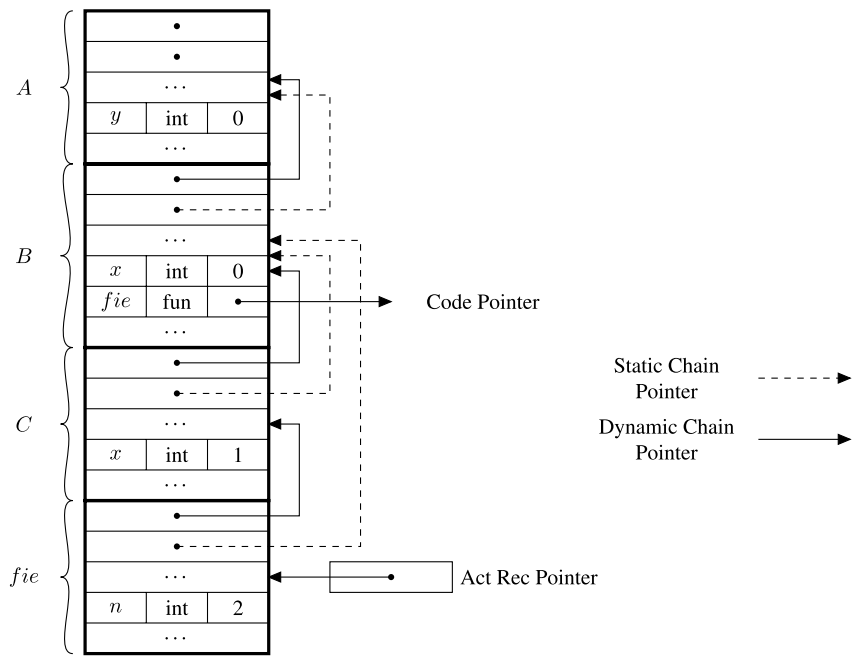 A
...
y int 0
...
B
...
x int 0
fie fun
Code Pointer
...
Static Chain
Pointer
C
...
Dynamic Chain
Pointer
x int 1
...
fie
...
Act Rec Pointer
n int 2
...